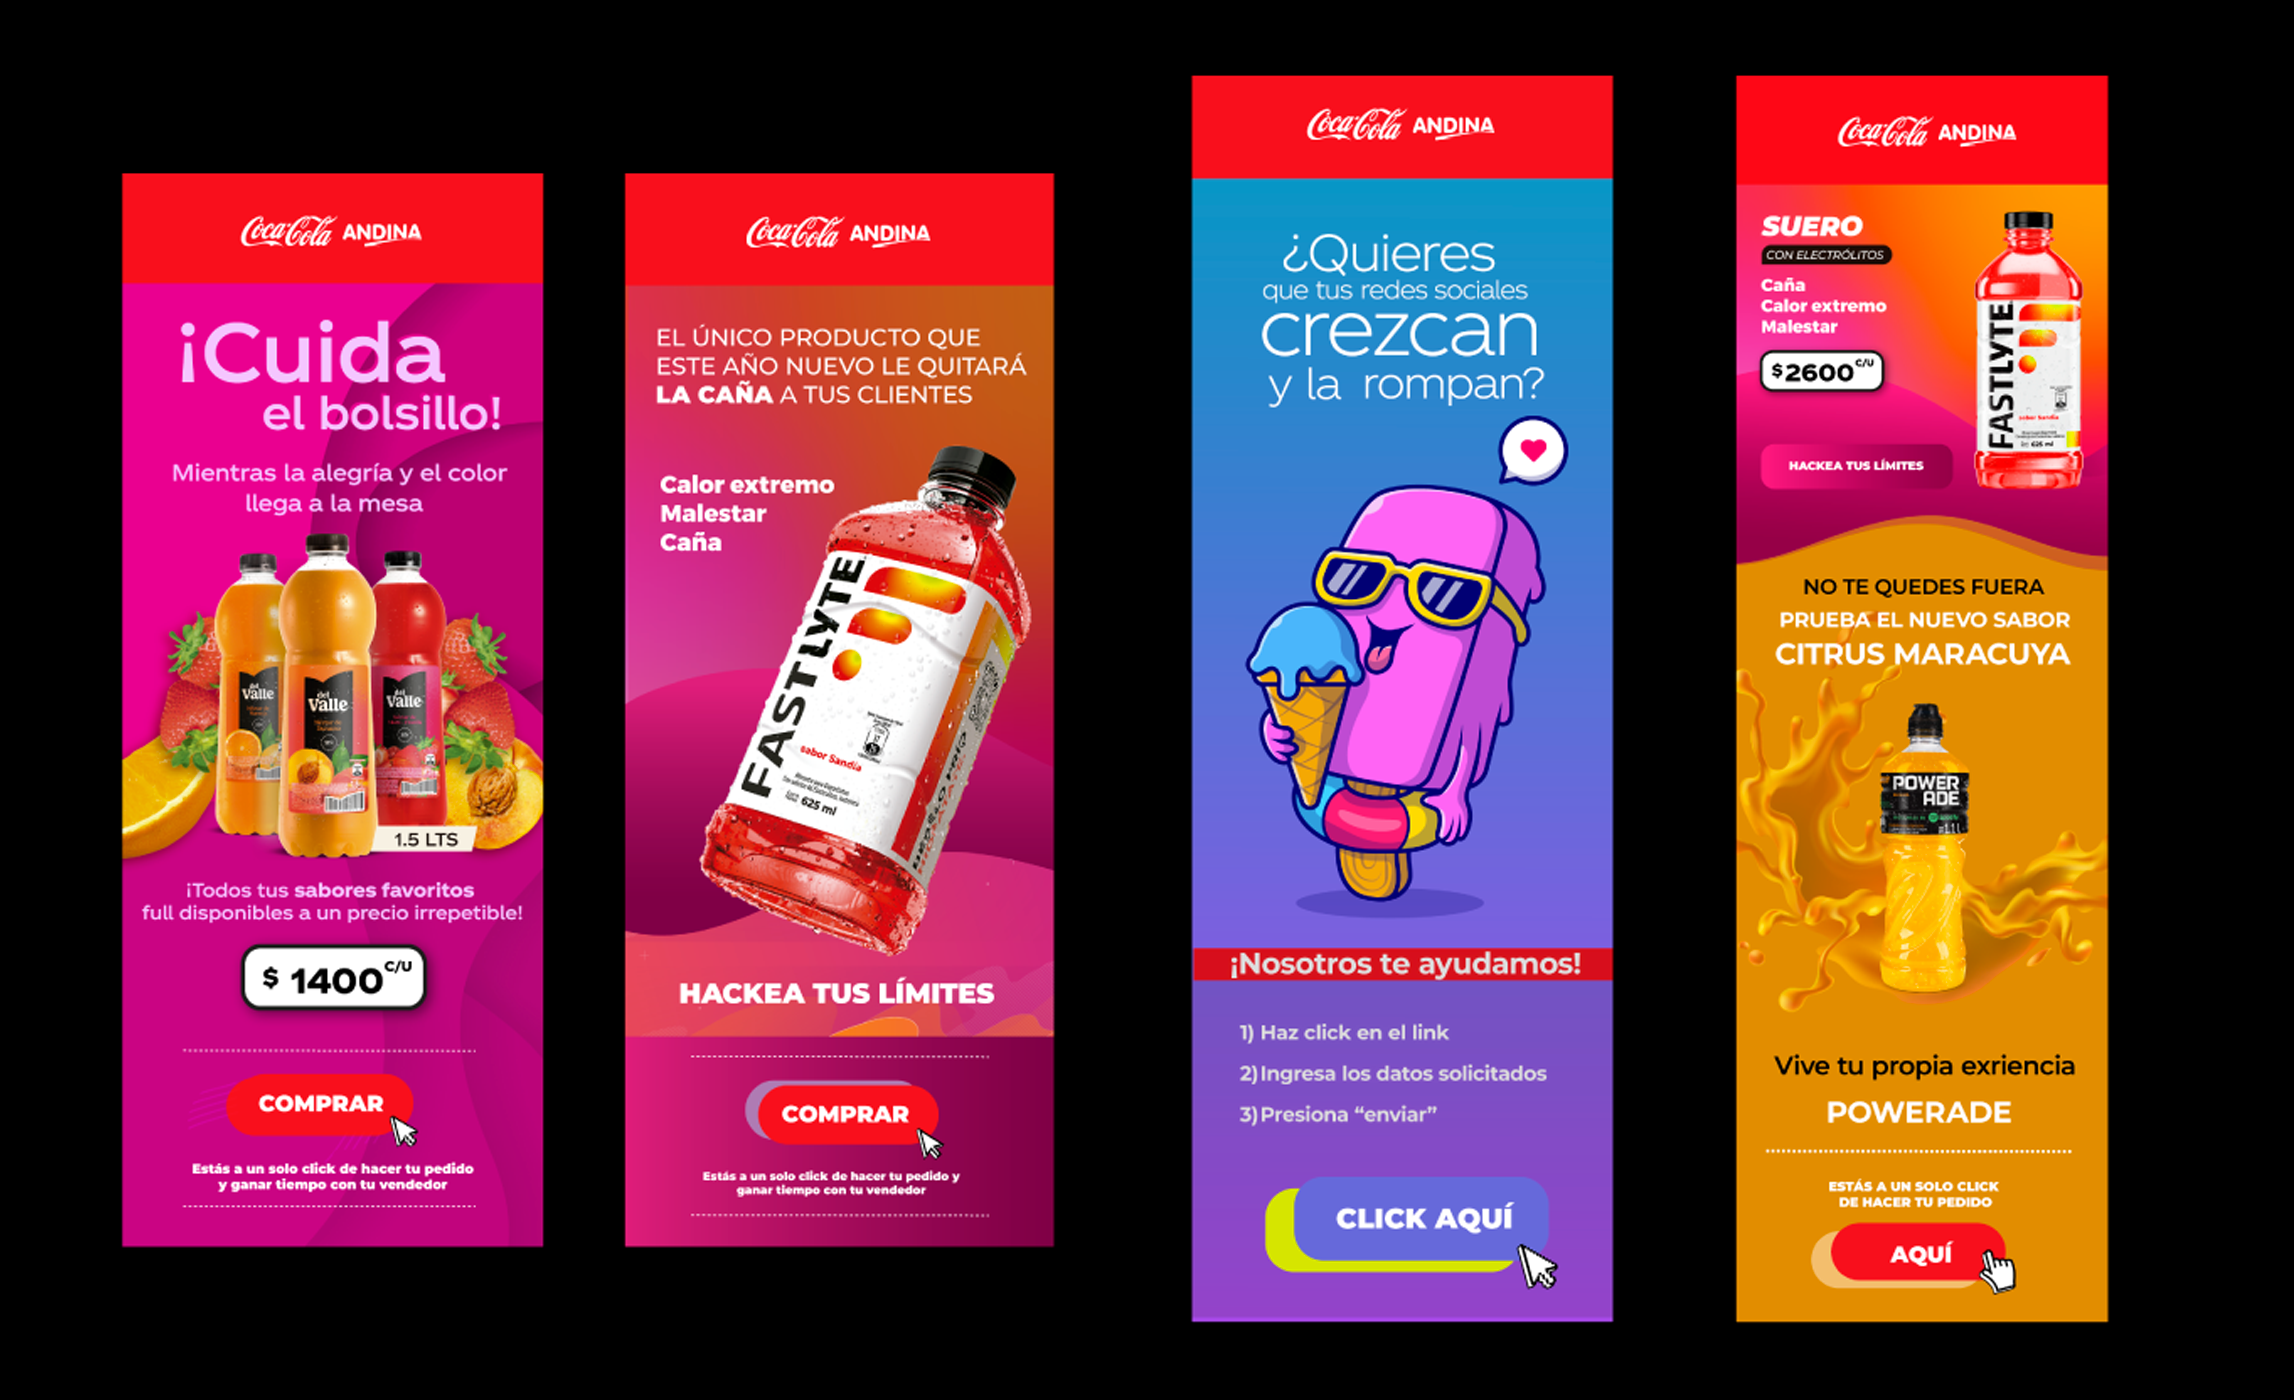 Coca-Cola ANDINA
¡Cuida
el bolsillo!
Mientras la alegría y el color
llega a la mesa
del Valle
del Valle
del Valle
1.5 LTS
¡Todos tus sabores favoritos
full disponibles a un precio irrepetible!
$ 1400 C/U
COMPRAR
Estás a un solo click de hacer tu pedido
y ganar tiempo con tu vendedor
Coca-Cola ANDINA
EL ÚNICO PRODUCTO QUE
ESTE AÑO NUEVO LE QUITARÁ
LA CAÑA A TUS CLIENTES
Calor extremo
Malestar
Caña
FASTLYTE
sabor Sandía
625 ml
HACKEA TUS LÍMITES
COMPRAR
Estás a un solo click de hacer tu pedido y
ganar tiempo con tu vendedor
Coca-Cola ANDINA
¿Quieres
que tus redes sociales
crezcan
y la rompan?
¡Nosotros te ayudamos!
1) Haz click en el link
2) Ingresa los datos solicitados
3) Presiona “enviar”
CLICK AQUÍ
Coca-Cola ANDINA
SUERO
CON ELECTRÓLITOS
Caña
Calor extremo
Malestar
$2600 C/U
HACKEA TUS LÍMITES
FASTLYTE
sabor Sandía
625 ml
NO TE QUEDES FUERA
PRUEBA EL NUEVO SABOR
CITRUS MARACUYA
POWER
ADE
1.1 L
Vive tu propia exriencia
POWERADE
ESTÁS A UN SOLO CLICK
DE HACER TU PEDIDO
AQUÍ